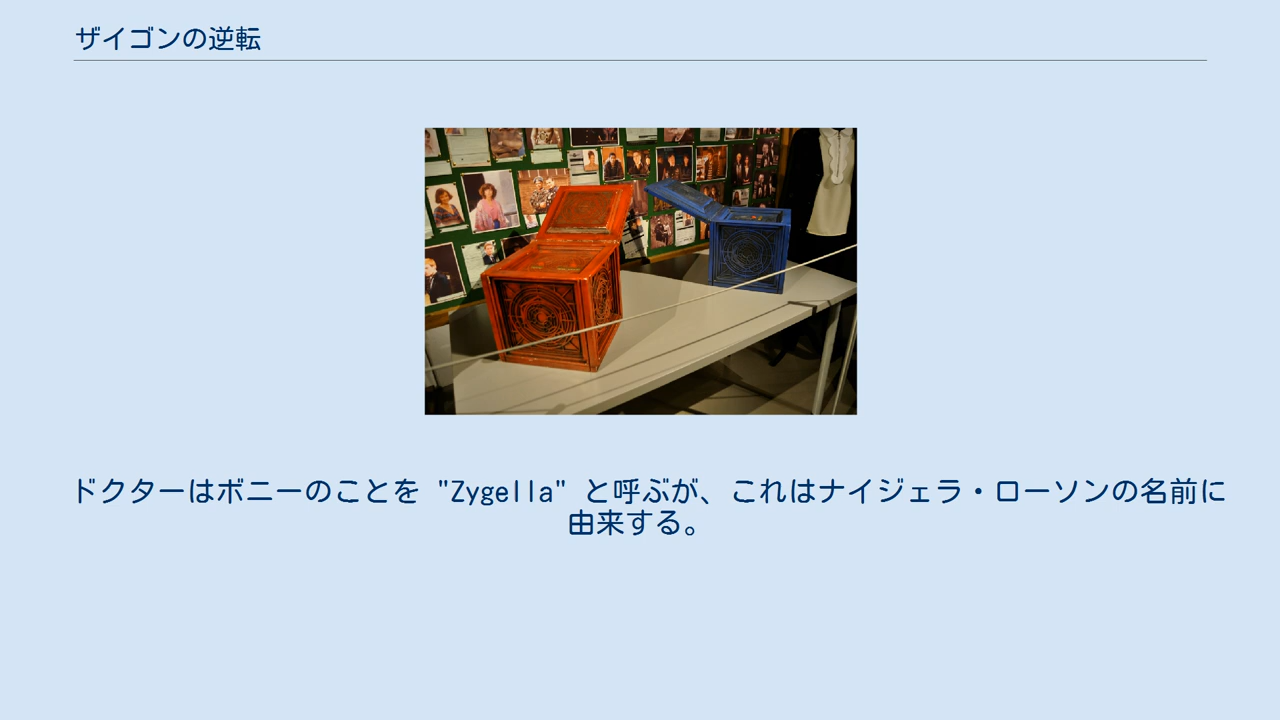 ザイゴンの逆転
ドクターはボニーのことを "Zygella" と呼ぶが、これはナイジェラ・ローソンの名前に
由来する。